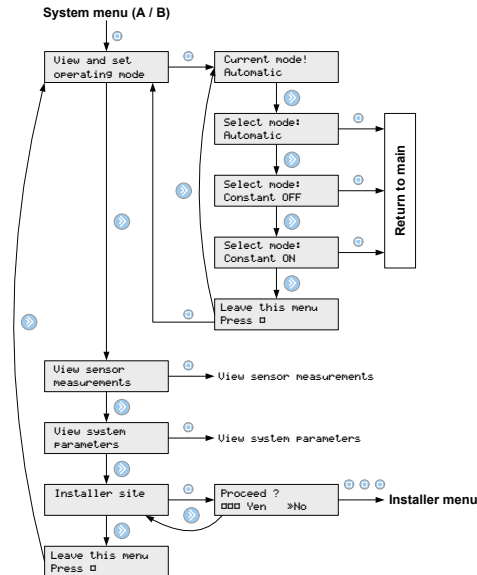 System menu (A / B)
View and set
operating mode
Current mode!
Automatic
Select mode:
Automatic
Select mode:
Constant OFF
Select mode:
Constant ON
Leave this menu
Press ¤
Return to main
View sensor
measurements
View sensor measurements
View system
parameters
View system parameters
Installer site
Proceed ?
¤¤¤ Yen »No
Installer menu
Leave this menu
Press ¤